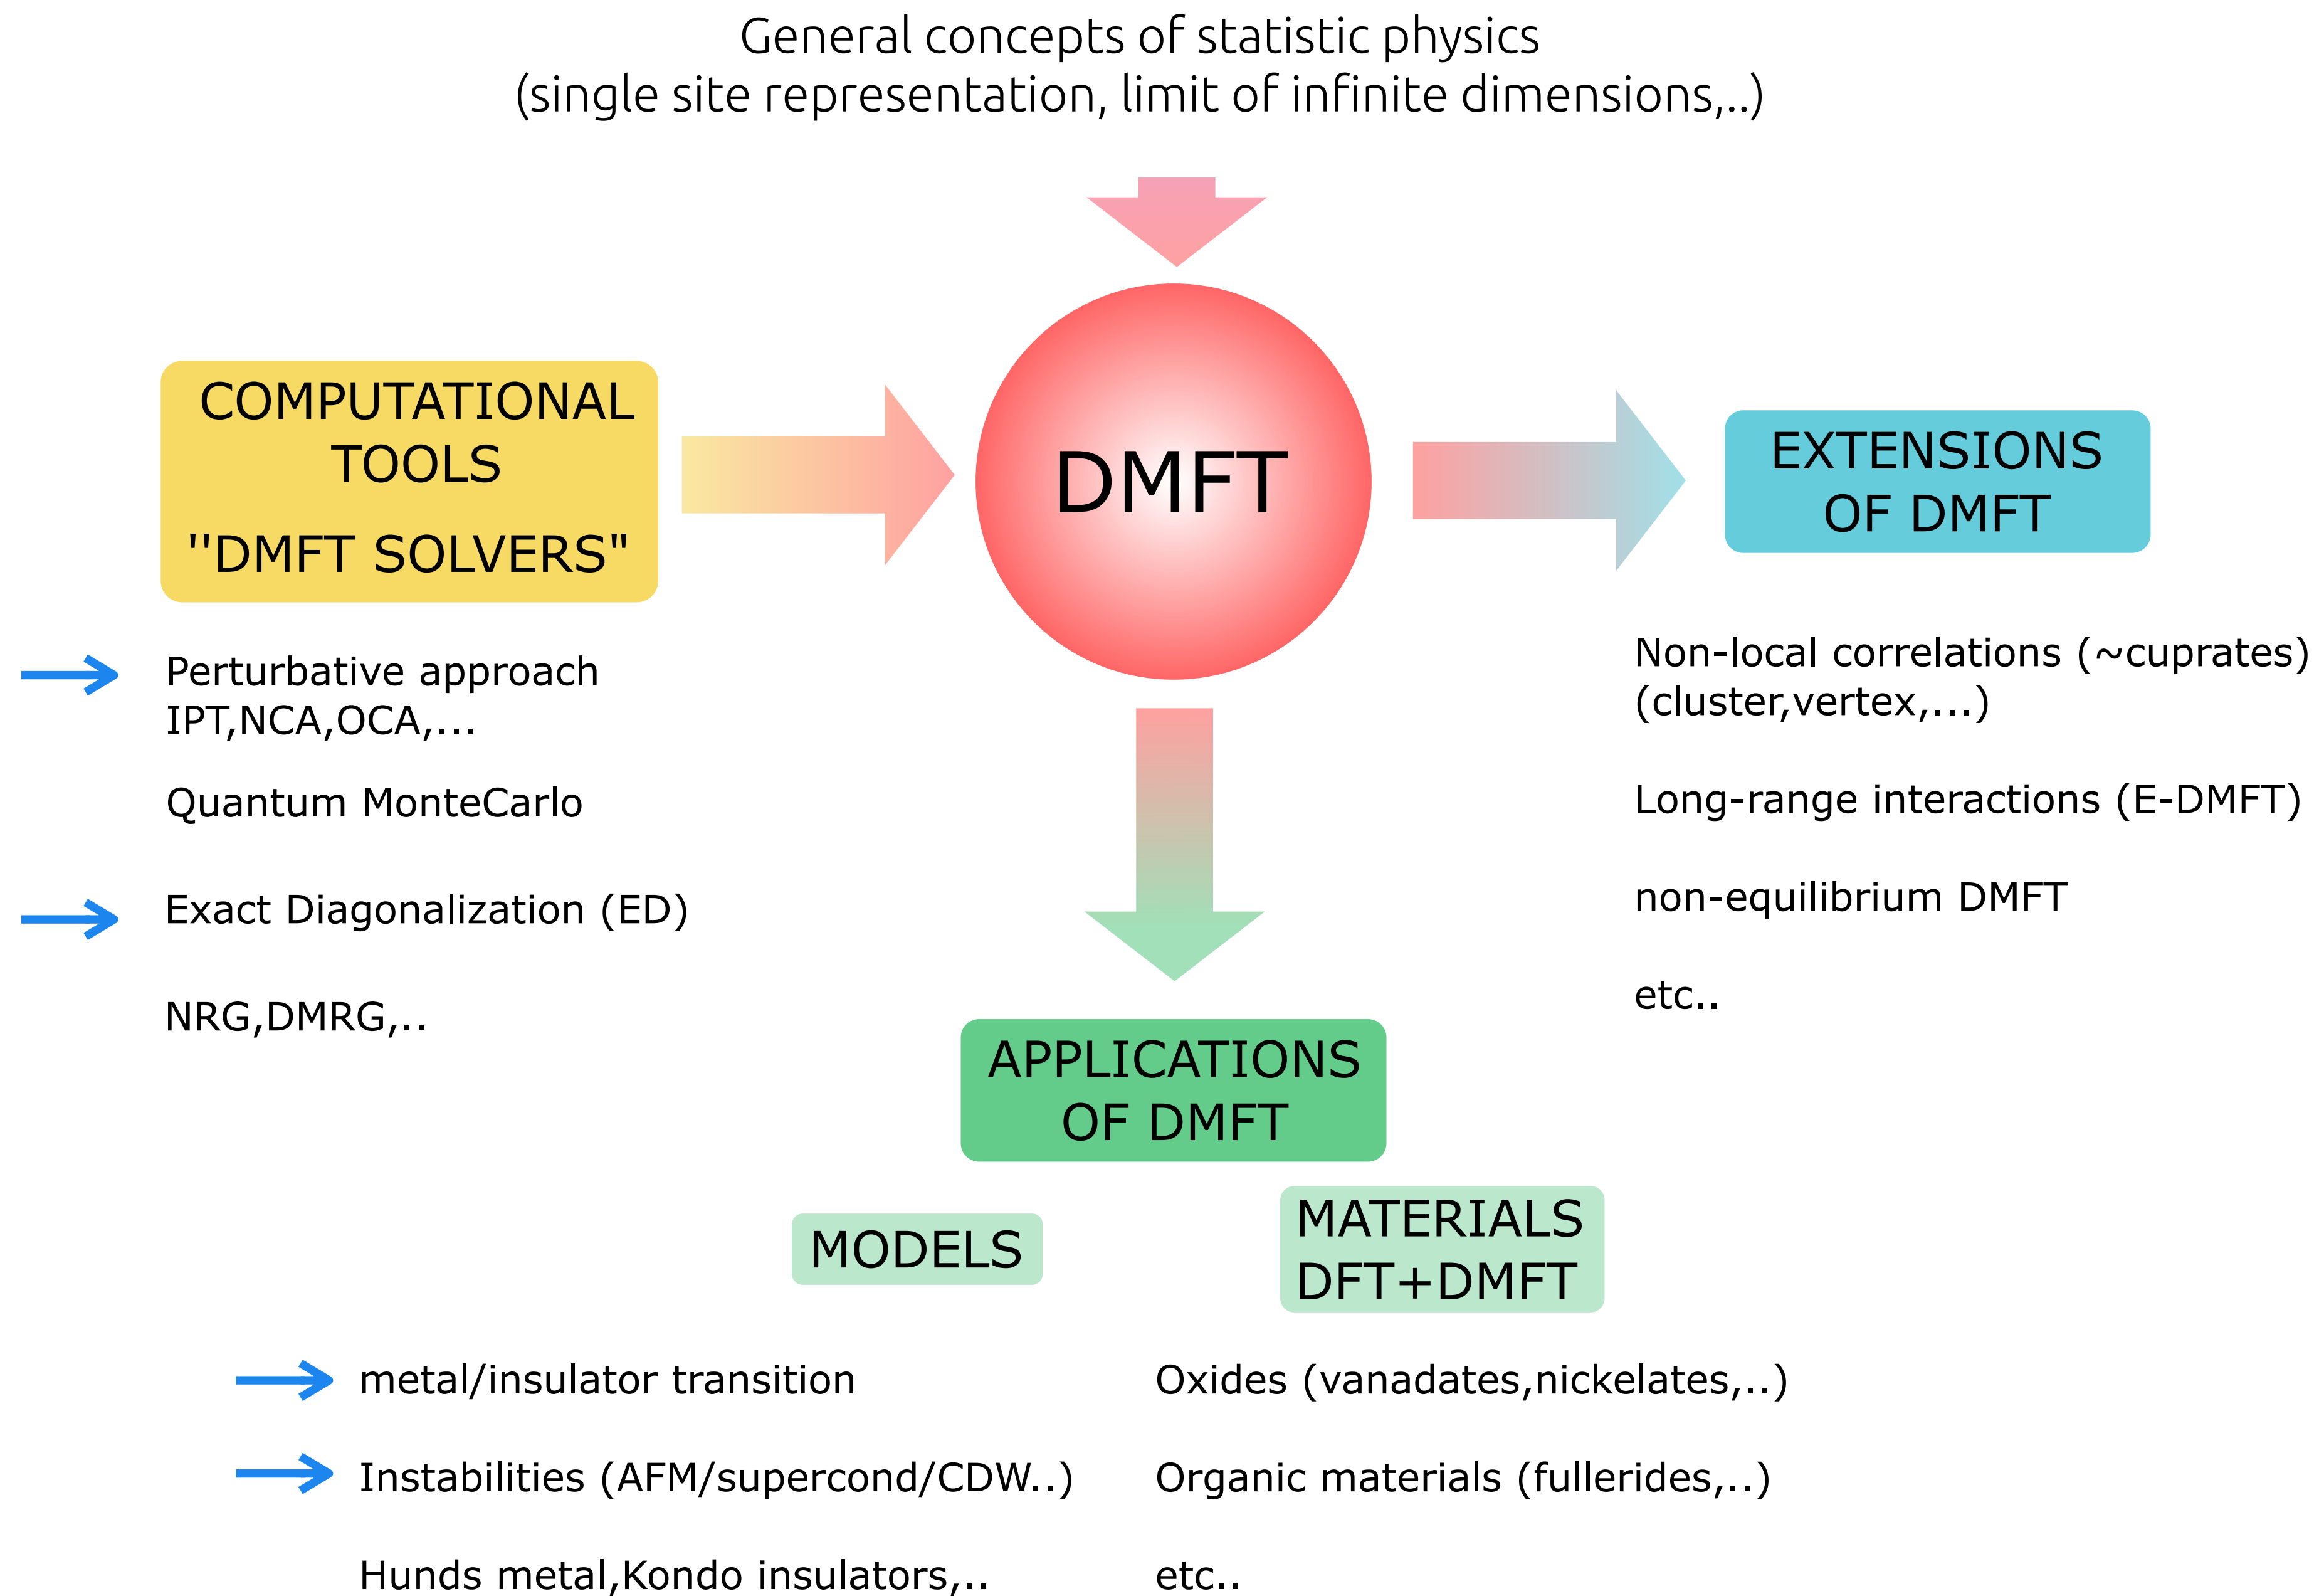 General concepts of statistic physics
(single site representation, limit of infinite dimensions,..)
COMPUTATIONAL
TOOLS
''DMFT SOLVERS"
DMFT
EXTENSIONS
OF DMFT
Perturbative approach
IPT,NCA,OCA,...
Quantum MonteCarlo
Exact Diagonalization (ED)
NRG,DMRG,..
Non-local correlations (~cuprates)
(cluster,vertex,...)
Long-range interactions (E-DMFT)
non-equilibrium DMFT
etc..
APPLICATIONS
OF DMFT
MODELS
metal/insulator transition
Instabilities (AFM/supercond/CDW..)
Hunds metal,Kondo insulators,..
MATERIALS
DFT+DMFT
Oxides (vanadates,nickelates,..)
Organic materials (fullerides,..)
etc..